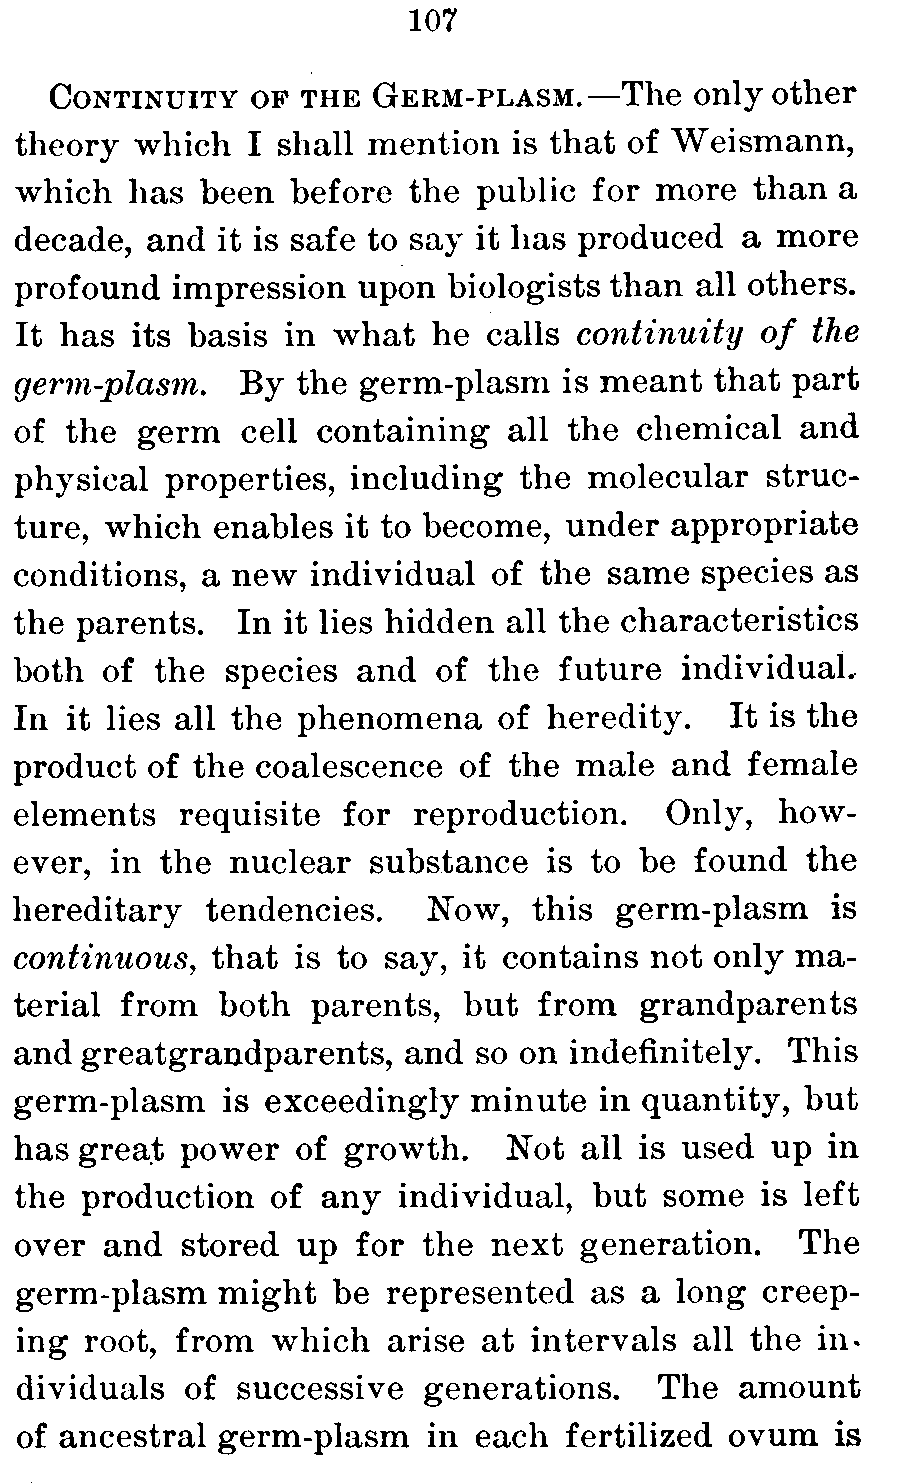 107
CONTINUITY OF THE GERM-PLASM.—The only other
theory which I shall mention is that of Weismann,
which has been before the public for more than a
decade, and it is safe to say it has produced a more
profound impression upon biologists than all others.
It has its basis in what he calls continuity of the
germ-plasm. By the germ-plasm is meant that part
of the germ cell containing all the chemical and
physical properties, including the molecular struc-
ture, which enables it to become, under appropriate
conditions, a new individual of the same species as
the parents. In it lies hidden all the characteristics
both of the species and of the future individual.
In it lies all the phenomena of heredity. It is the
product of the coalescence of the male and female
elements requisite for reproduction. Only, how-
ever, in the nuclear substance is to be found the
hereditary tendencies. Now, this germ-plasm is
continuous, that is to say, it contains not only ma-
terial from both parents, but from grandparents
and greatgrandparents, and so on indefinitely. This
germ-plasm is exceedingly minute in quantity, but
has great power of growth. Not all is used up in
the production of any individual, but some is left
over and stored up for the next generation. The
germ-plasm might be represented as a long creep-
ing root, from which arise at intervals all the in-
dividuals of successive generations. The amount
of ancestral germ-plasm in each fertilized ovum is